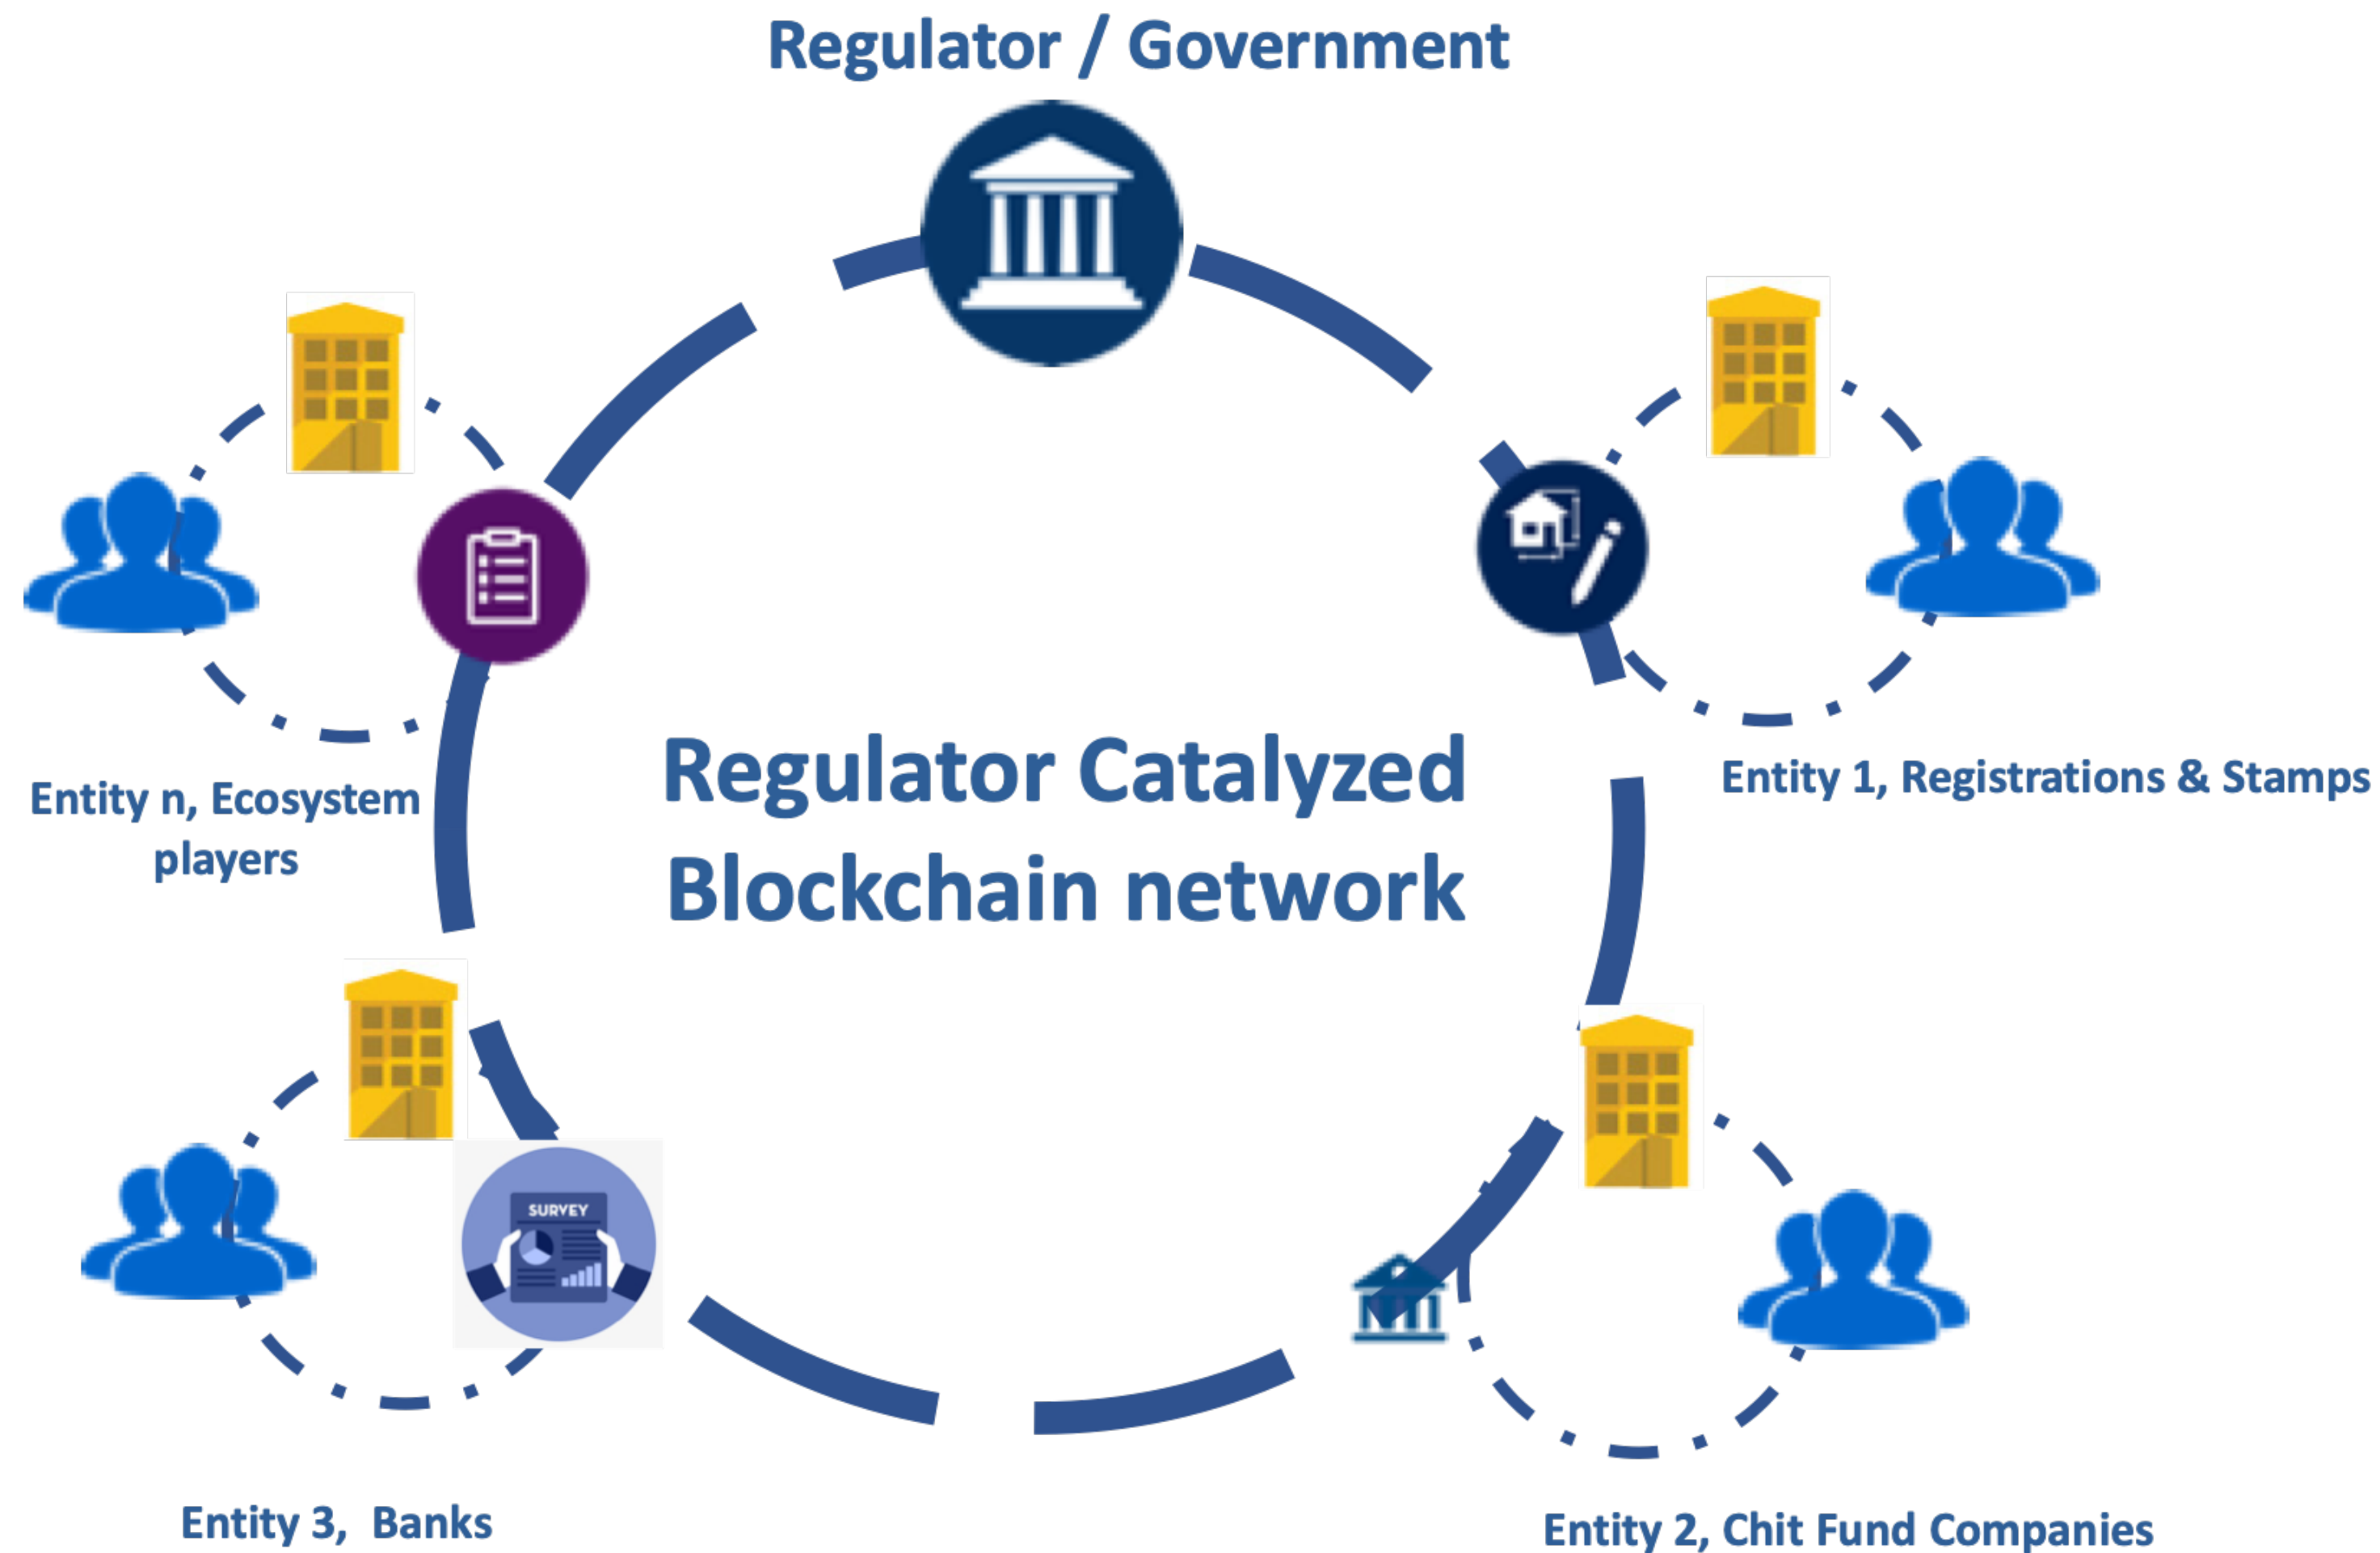 Regulator / Government
Entity n, Ecosystem
players
Regulator Catalyzed
Blockchain network
Entity 1, Registrations & Stamps
SURVEY
Entity 3, Banks
Entity 2, Chit Fund Companies